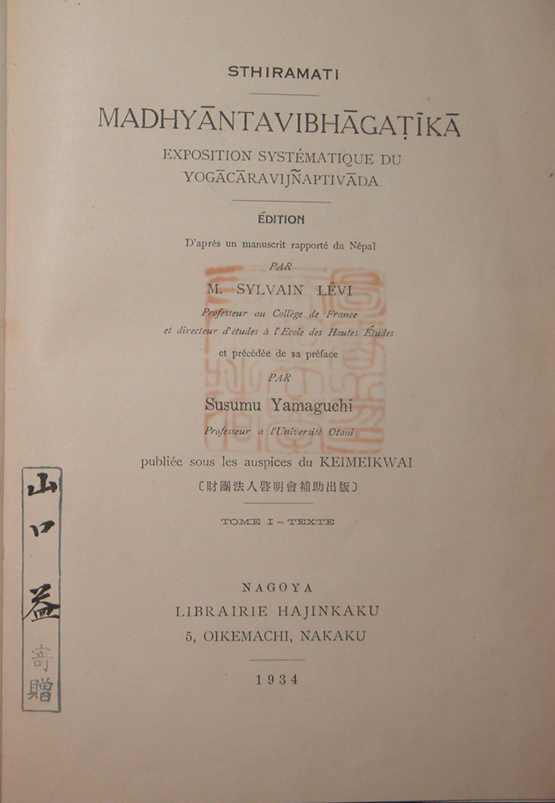 STHIRAMATI
MADHYĀNTAVIBHĀGAṬĪKĀ
EXPOSITION SYSTÉMATIQUE DU
YOGĀCĀRAVIJÑAPTIVĀDA
ÉDITION
D'après un manuscrit rapporté du Népal
PAR
M. SYLVAIN LÉVI
Professeur au Collège de France
et directeur d'études à l'Ecole des Hautes Études
et précédée de sa préface
PAR
Susumu Yamaguchi
Professeur à l'Université Otani
publiée sous les auspices du KEIMEIKWAI
〔財團法人啓明會補助出版〕
TOME I – TEXTE
NAGOYA
LIBRAIRIE HAJINKAKU
5, OIKEMACHI, NAKAKU
1934
山口益寄贈